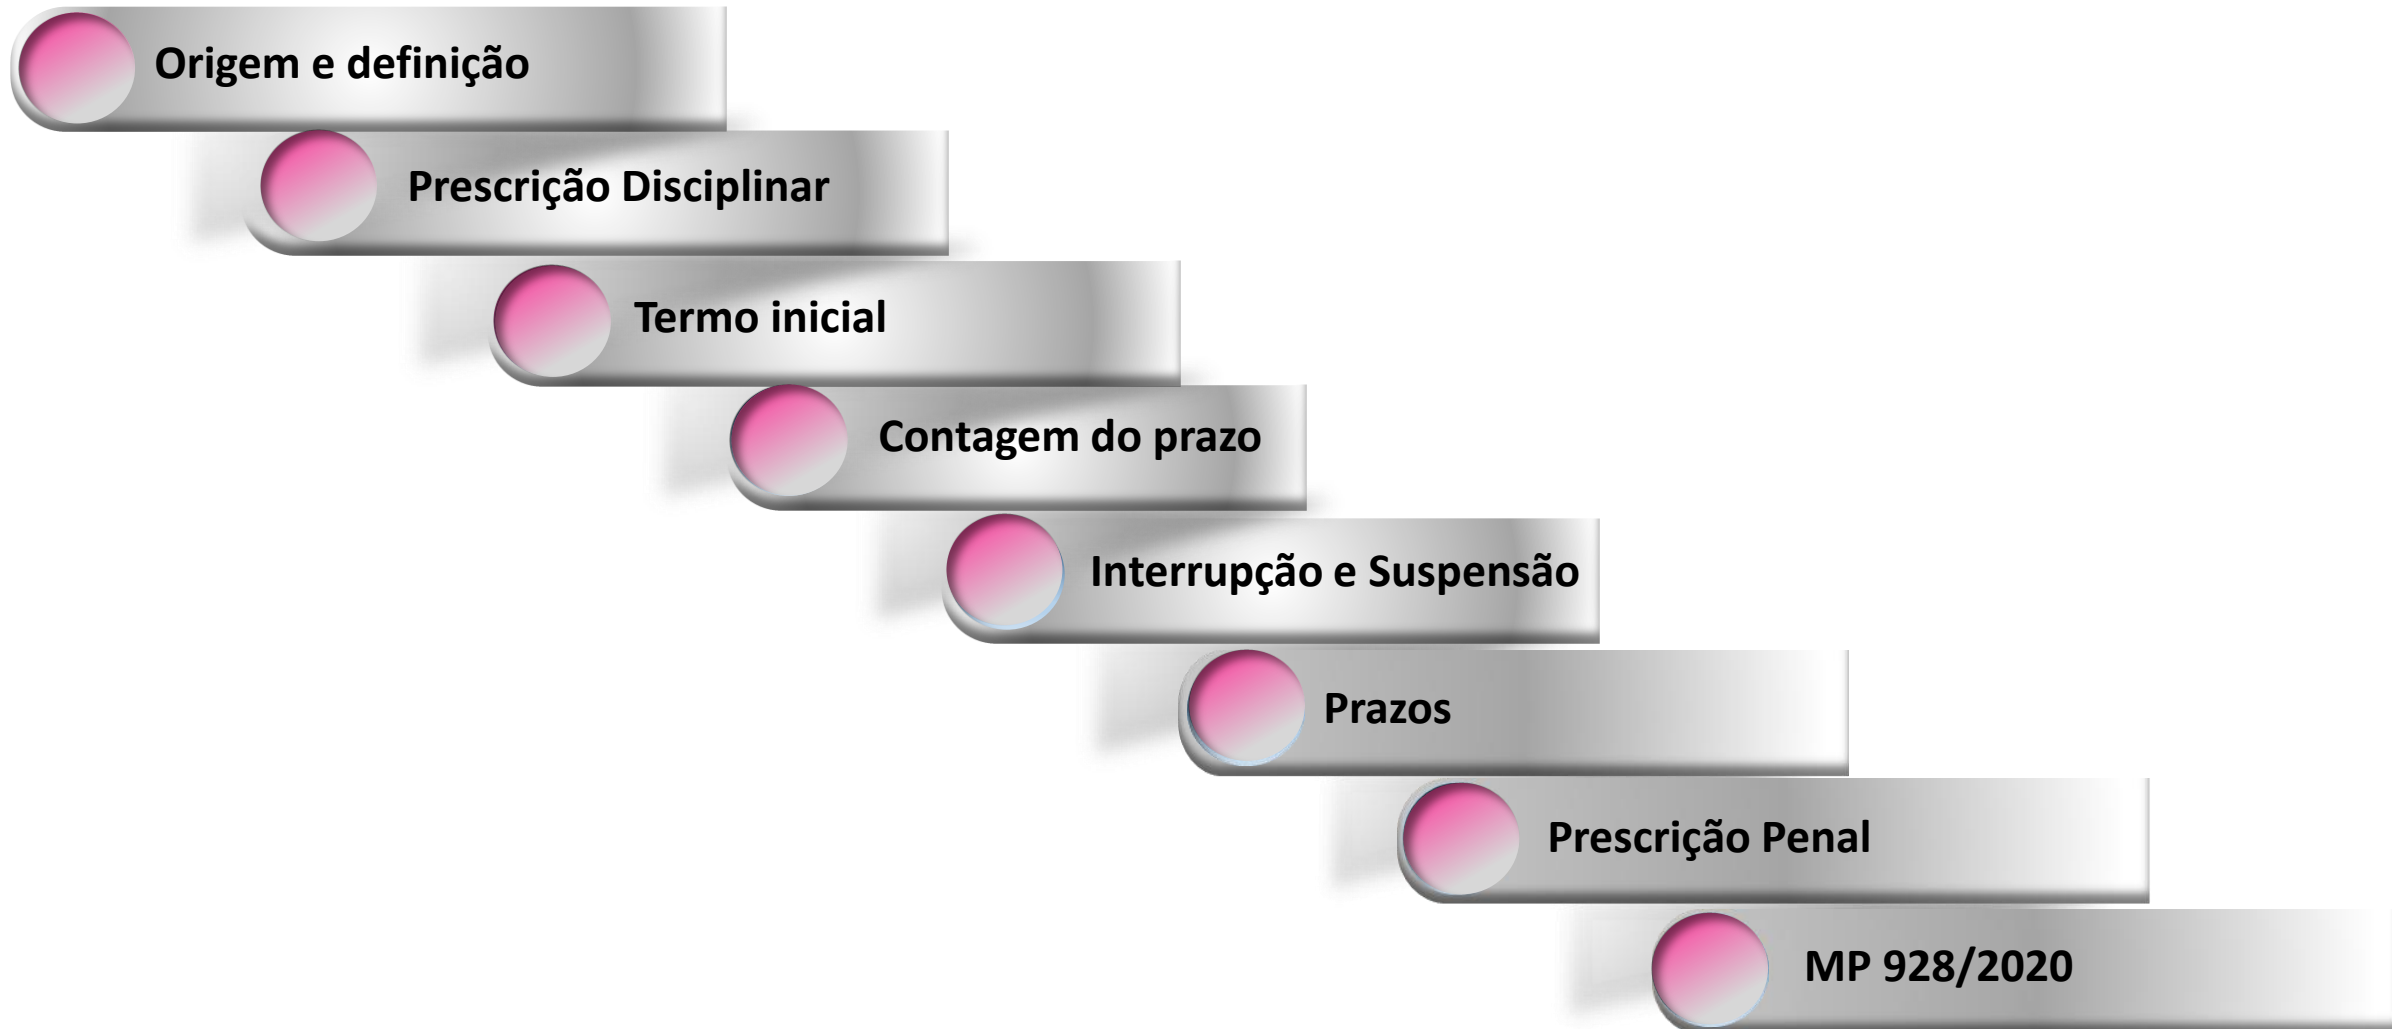 Origem e definição
Prescrição Disciplinar
Termo inicial
Contagem do prazo
Interrupção e Suspensão
Prazos
Prescrição Penal
MP 928/2020